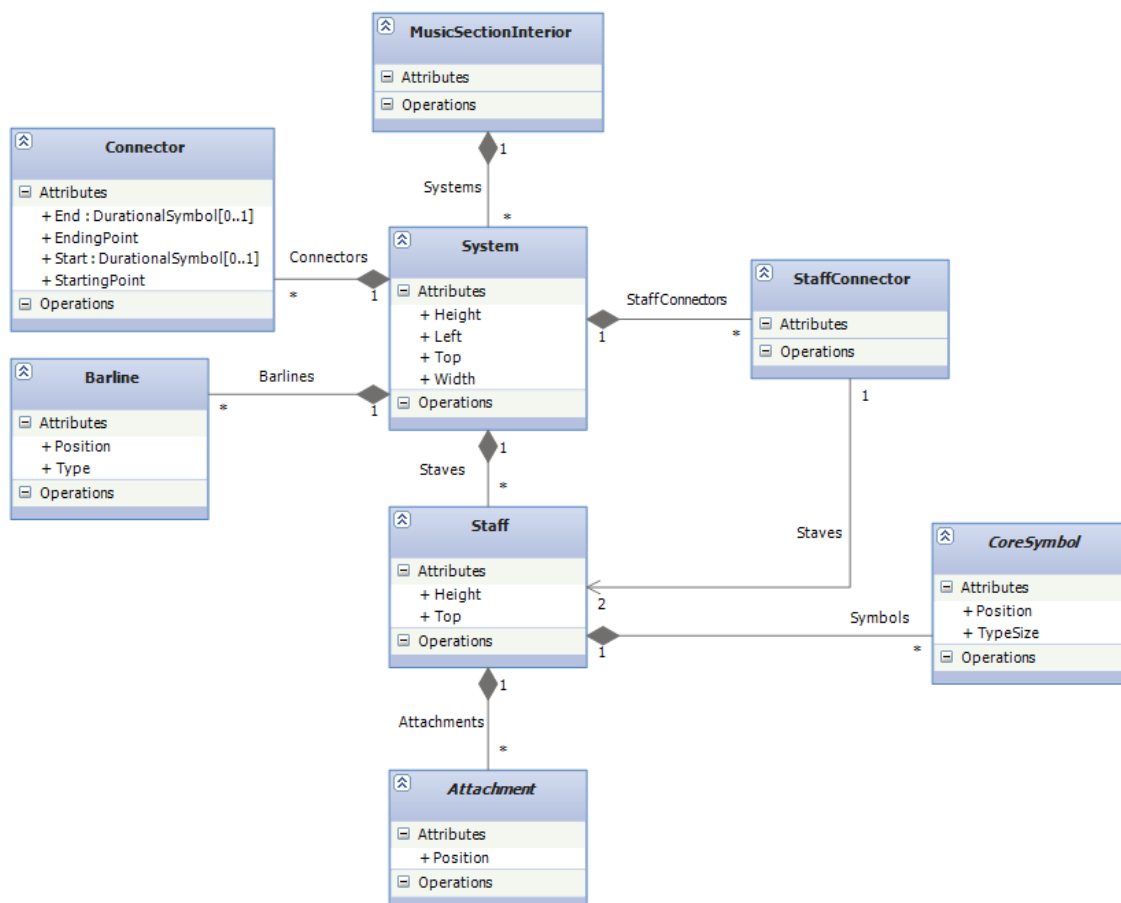 MusicSectionInterior
Attributes
Operations
1
Systems
*
Connector
Attributes
+ End : DurationalSymbol[0..1]
+ EndingPoint
+ Start : DurationalSymbol[0..1]
+ StartingPoint
Operations
Connectors
*
1
System
Attributes
+ Height
+ Left
+ Top
+ Width
Operations
StaffConnectors
1
*
StaffConnector
Attributes
Operations
1
Barline
Attributes
+ Position
+ Type
Operations
Barlines
*
1
1
Staves
*
Staff
Attributes
+ Height
+ Top
Operations
Staves
2
Symbols
1
*
CoreSymbol
Attributes
+ Position
+ TypeSize
Operations
1
Attachments
*
Attachment
Attributes
+ Position
Operations